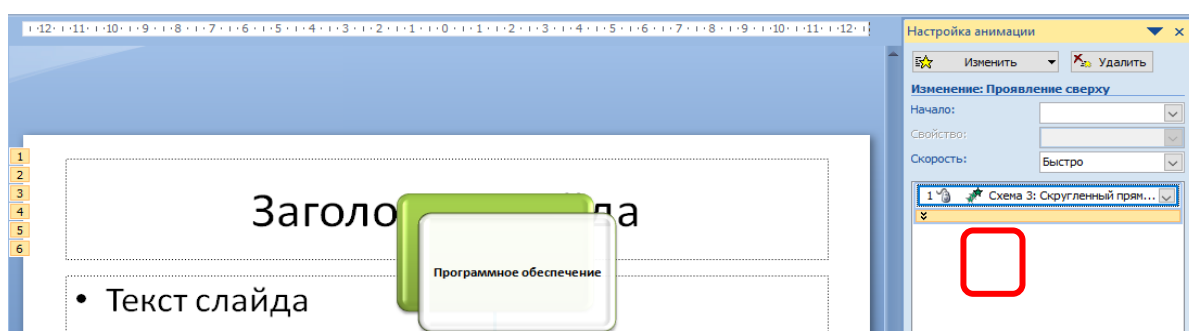 ·12·11·10·9·8·7·6·5·4·3·2·1·0·1·2·3·4·5·6·7·8·9·10·11·12·
Настройка анимации
Изменить Удалить
Изменение: Проявление сверху
Начало:
Свойство:
Скорость: Быстро
1 Схема 3: Скругленный прям...
1
2
3
4
5
6
Заголо да
Программное обеспечение
• Текст слайда